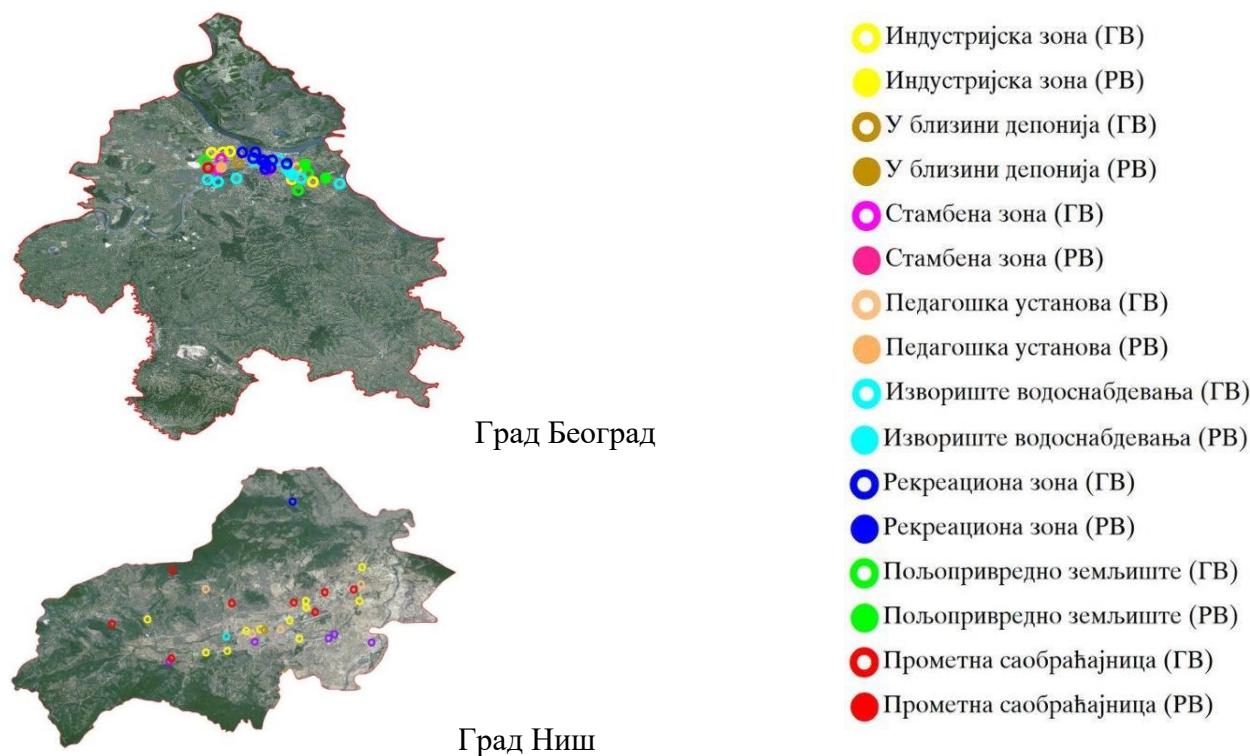 Град Београд
Град Ниш
Индустријска зона (ГВ)
Индустријска зона (РВ)
У близини депонија (ГВ)
У близини депонија (РВ)
Стамбена зона (ГВ)
Стамбена зона (РВ)
Педагошка установа (ГВ)
Педагошка установа (РВ)
Извориште водоснабдевања (ГВ)
Извориште водоснабдевања (РВ)
Рекреациона зона (ГВ)
Рекреациона зона (РВ)
Пољопривредно земљиште (ГВ)
Пољопривредно земљиште (РВ)
Прометна саобраћајница (ГВ)
Прометна саобраћајница (РВ)